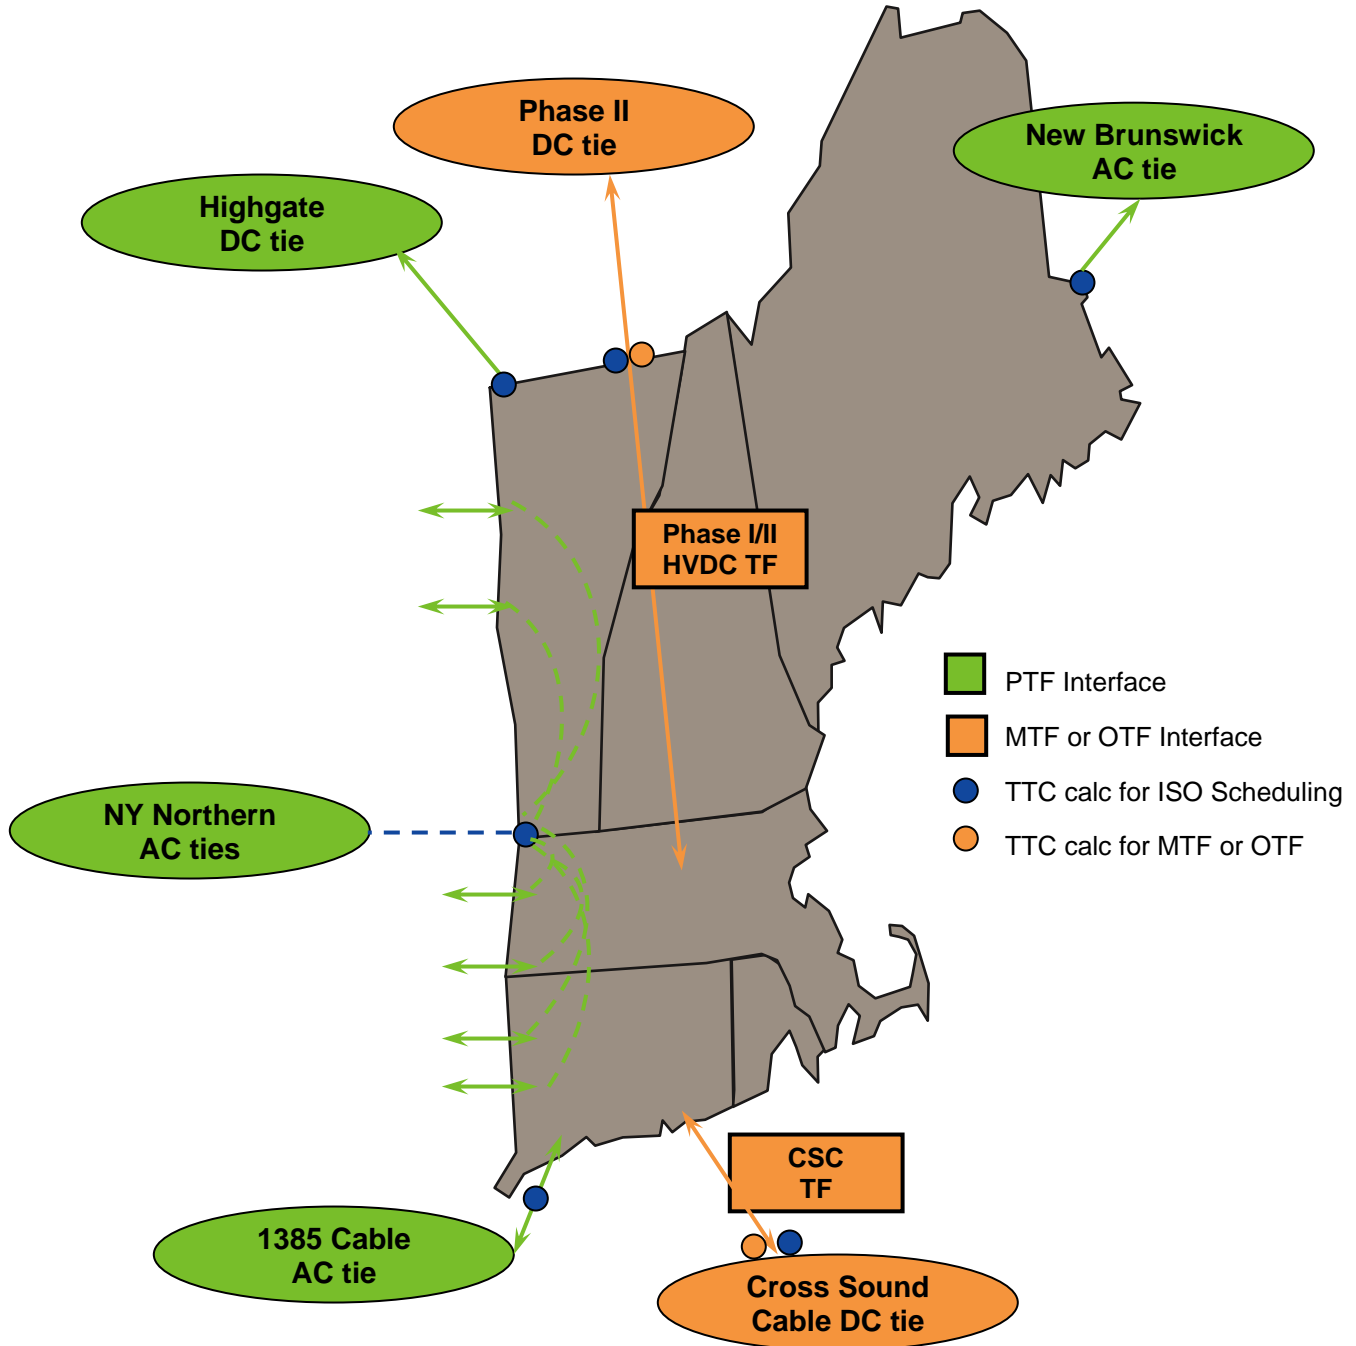 Phase II
DC tie
New Brunswick
AC tie
Highgate
DC tie
Phase I/II
HVDC TF
PTF Interface
MTF or OTF Interface
TTC calc for ISO Scheduling
TTC calc for MTF or OTF
NY Northern
AC ties
CSC
TF
1385 Cable
AC tie
Cross Sound
Cable DC tie